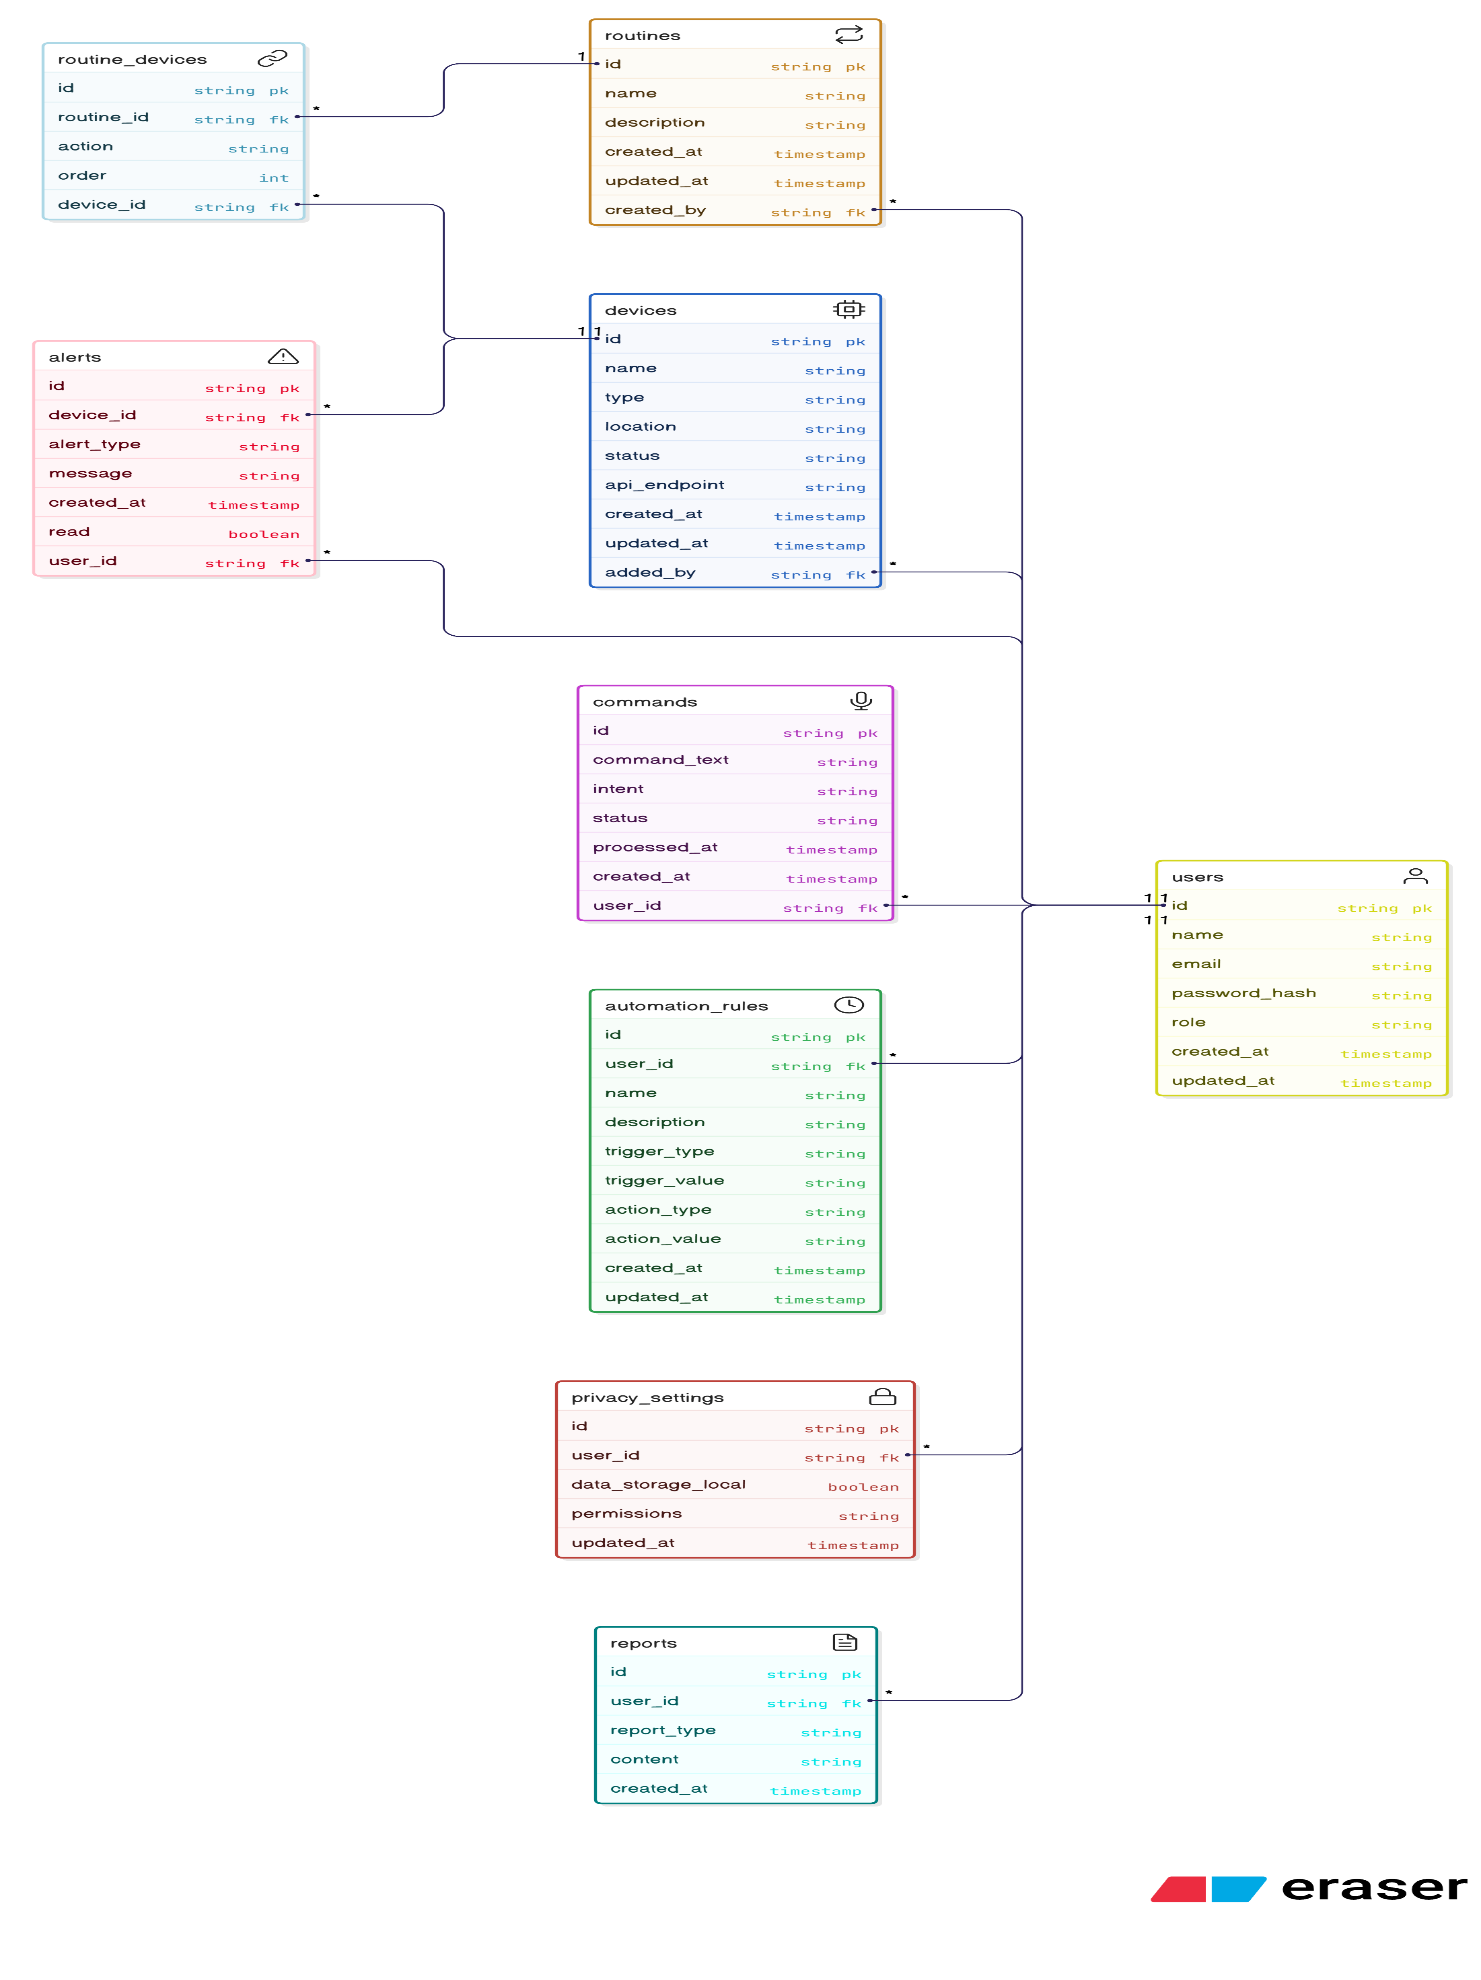 routine_devices
id string pk
routine_id string fk
action string
order int
device_id string fk
*
*
routines
1
id string pk
name string
description string
created_at timestamp
updated_at timestamp
created_by string fk
*
alerts
id string pk
device_id string fk
alert_type string
message string
created_at timestamp
read boolean
user_id string fk
*
*
devices
1 1
id string pk
name string
type string
location string
status string
api_endpoint string
created_at timestamp
updated_at timestamp
added_by string fk
*
commands
id string pk
command_text string
intent string
status string
processed_at timestamp
created_at timestamp
user_id string fk
*
users
1 1
id string pk
1 1
name string
email string
password_hash string
role string
created_at timestamp
updated_at timestamp
automation_rules
id string pk
user_id string fk
*
name string
description string
trigger_type string
trigger_value string
action_type string
action_value string
created_at timestamp
updated_at timestamp
privacy_settings
id string pk
user_id string fk
*
data_storage_local boolean
permissions string
updated_at timestamp
reports
id string pk
user_id string fk
*
report_type string
content string
created_at timestamp
eraser